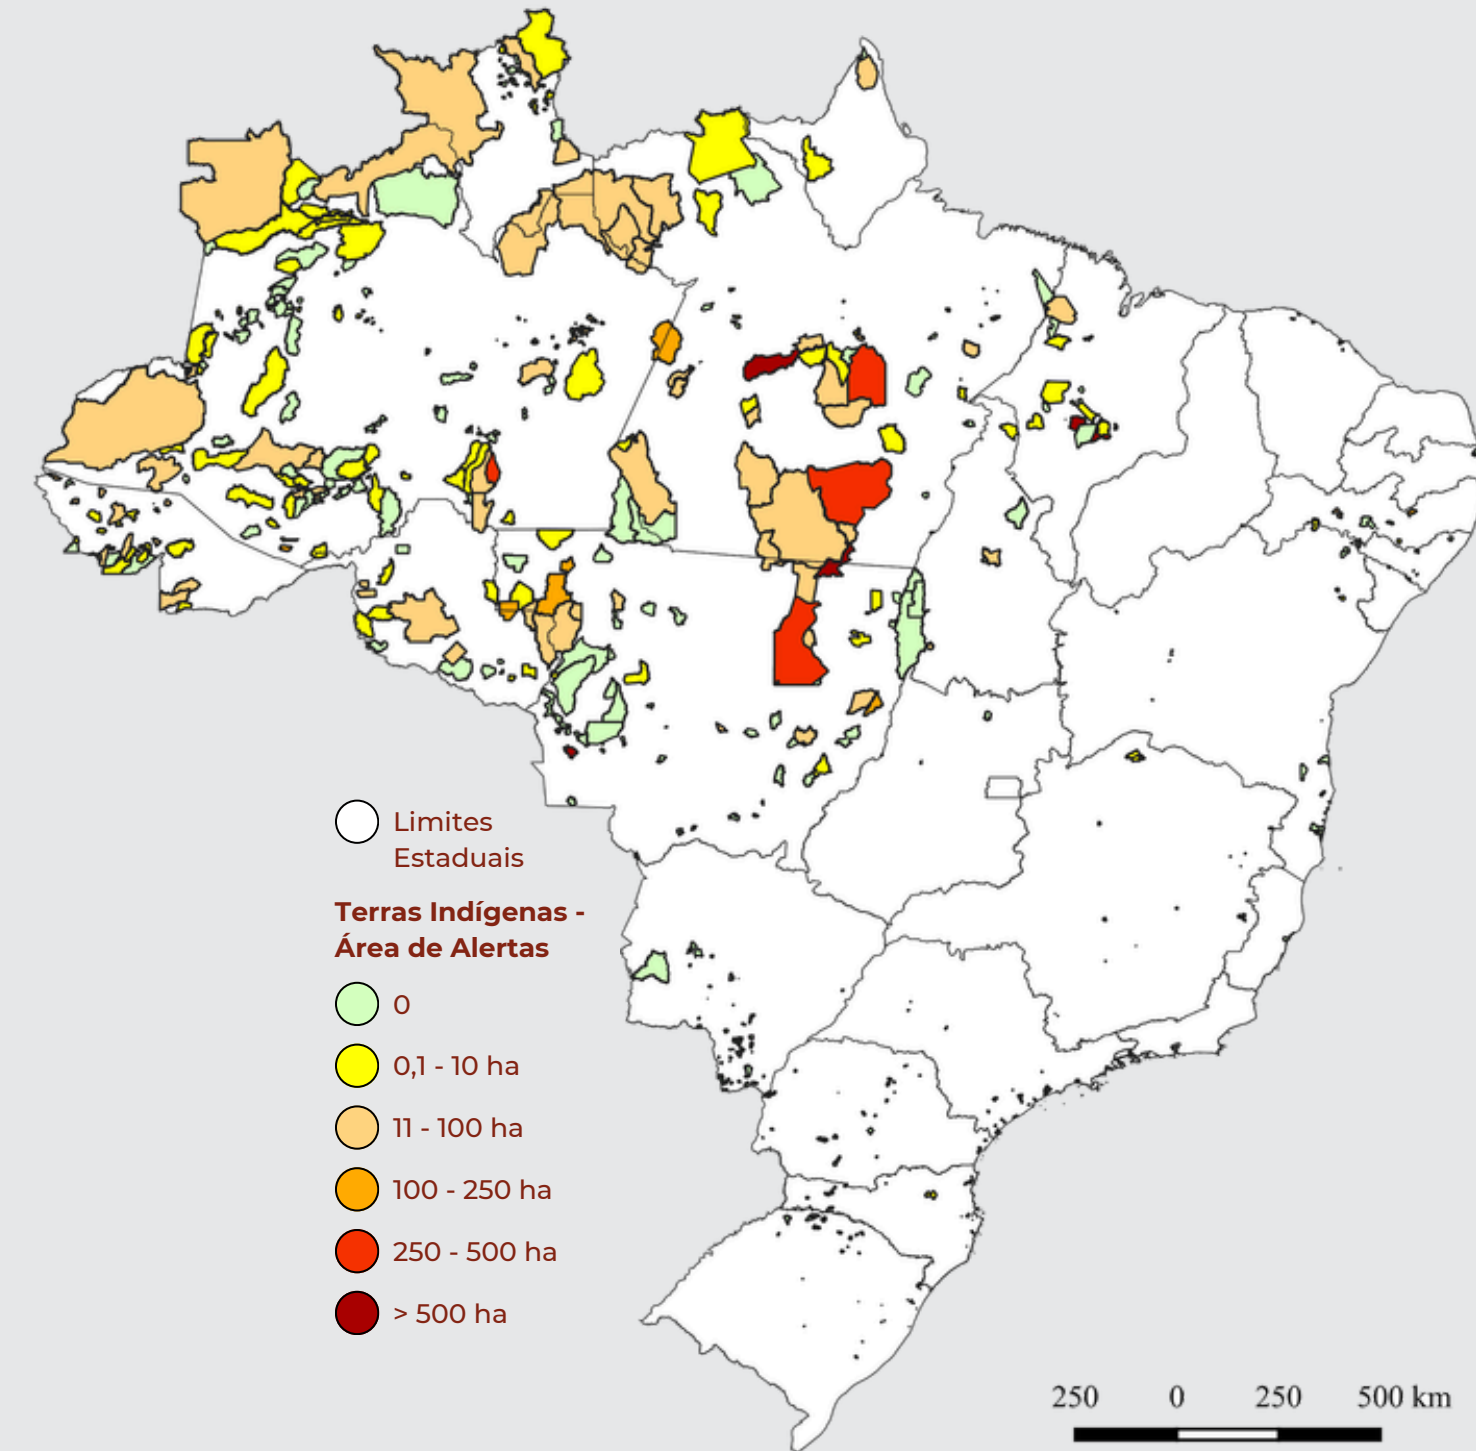 Limites
Estaduais
Terras Indígenas -
Área de Alertas
0
0,1 - 10 ha
11 - 100 ha
100 - 250 ha
250 - 500 ha
> 500 ha
250 0 250 500 km